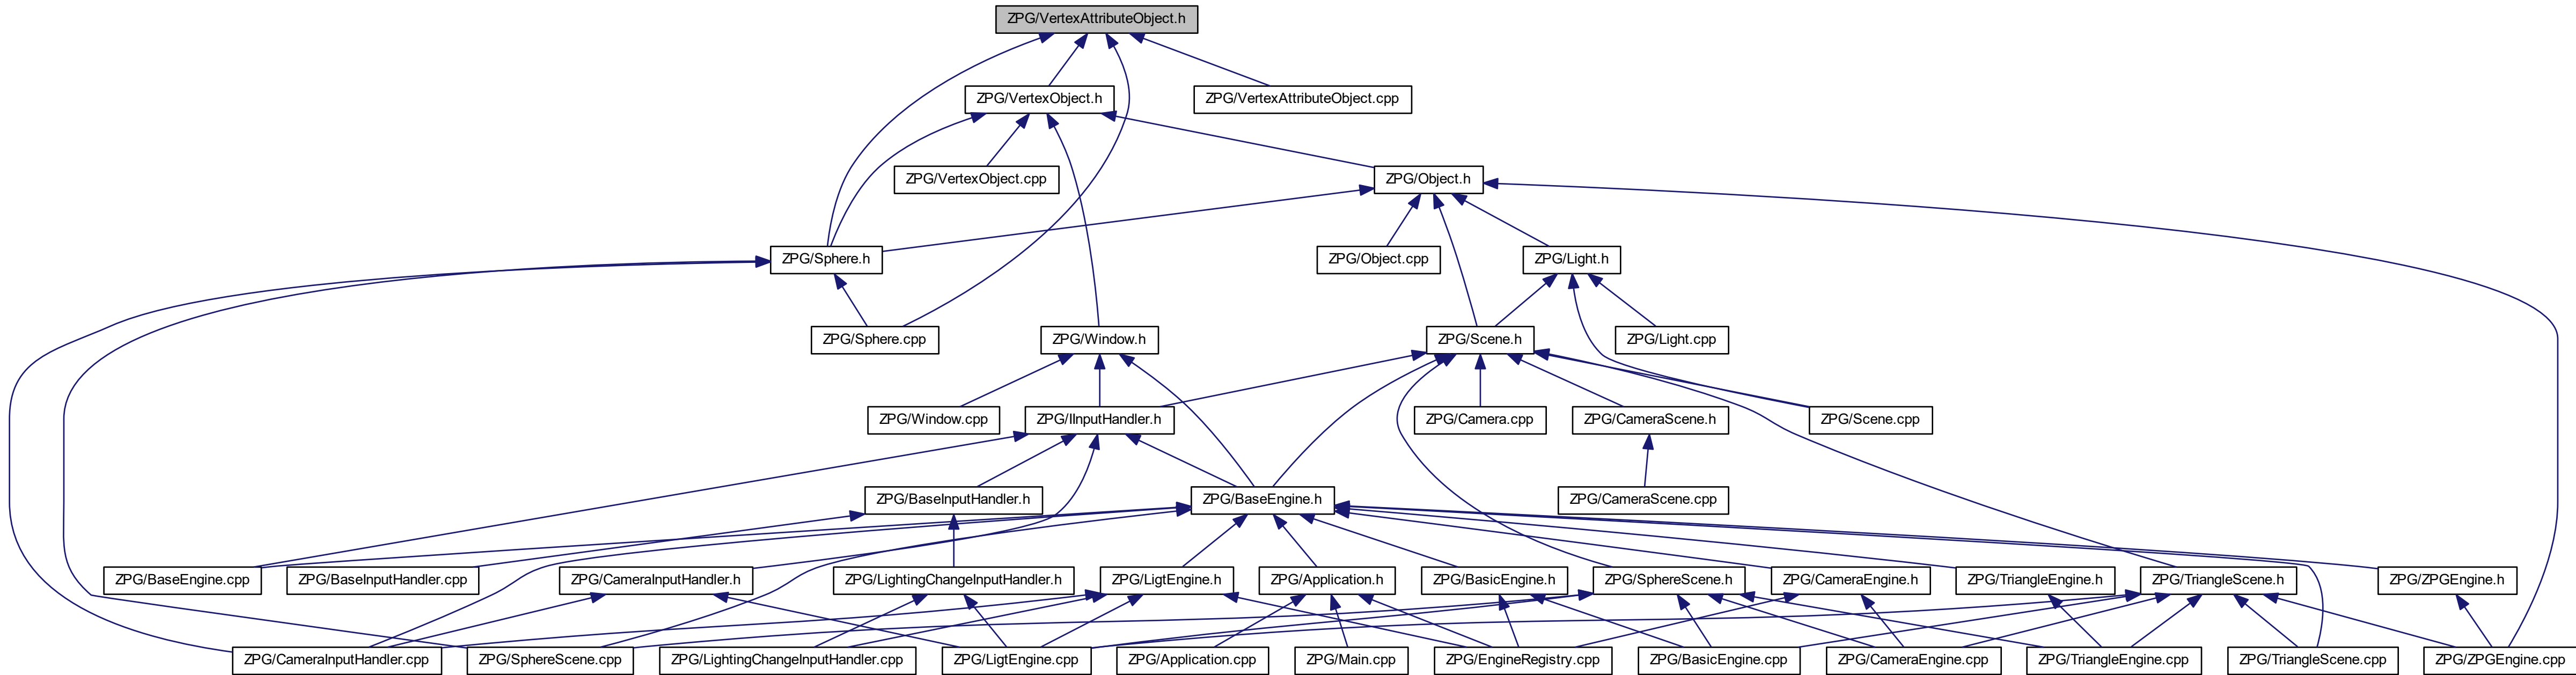 ZPG/VertexAttributeObject.h
ZPG/VertexObject.h
ZPG/VertexAttributeObject.cpp
ZPG/VertexObject.cpp
ZPG/Object.h
ZPG/Sphere.h
ZPG/Object.cpp
ZPG/Light.h
ZPG/Sphere.cpp
ZPG/Window.h
ZPG/Scene.h
ZPG/Light.cpp
ZPG/Window.cpp
ZPG/IInputHandler.h
ZPG/Camera.cpp
ZPG/CameraScene.h
ZPG/Scene.cpp
ZPG/BaseInputHandler.h
ZPG/BaseEngine.h
ZPG/CameraScene.cpp
ZPG/BaseEngine.cpp
ZPG/BaseInputHandler.cpp
ZPG/CameraInputHandler.h
ZPG/LightingChangeInputHandler.h
ZPG/LigtEngine.h
ZPG/Application.h
ZPG/BasicEngine.h
ZPG/SphereScene.h
ZPG/CameraEngine.h
ZPG/TriangleEngine.h
ZPG/TriangleScene.h
ZPG/ZPGEngine.h
ZPG/CameraInputHandler.cpp
ZPG/SphereScene.cpp
ZPG/LightingChangeInputHandler.cpp
ZPG/LigtEngine.cpp
ZPG/Application.cpp
ZPG/Main.cpp
ZPG/EngineRegistry.cpp
ZPG/BasicEngine.cpp
ZPG/CameraEngine.cpp
ZPG/TriangleEngine.cpp
ZPG/TriangleScene.cpp
ZPG/ZPGEngine.cpp